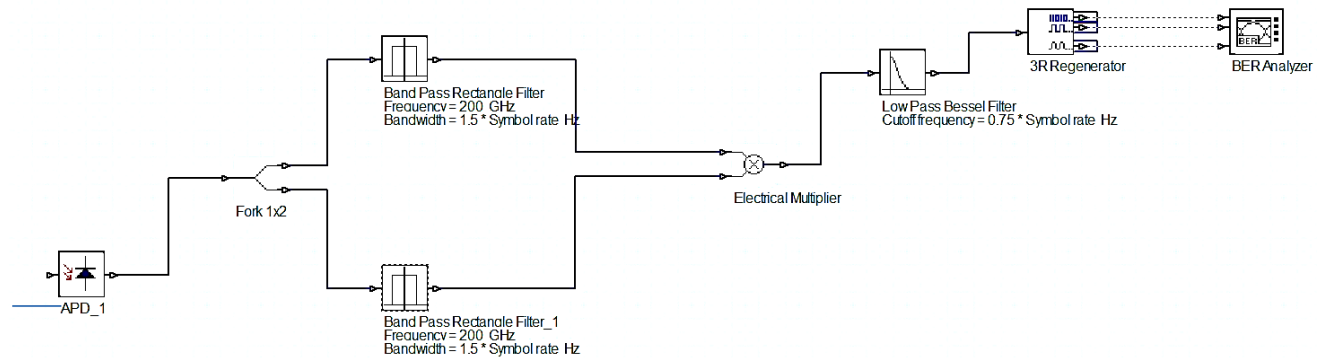 3R Regenerator
BER
BER Analyzer
Band Pass Rectangle Filter
Frequency = 200 GHz
Bandwidth = 1.5 * Symbol rate Hz
Low Pass Bessel Filter
Cutoff frequency = 0.75 * Symbol rate Hz
Electrical Multiplier
Fork 1x2
APD_1
Band Pass Rectangle Filter_1
Frequency = 200 GHz
Bandwidth = 1.5 * Symbol rate Hz